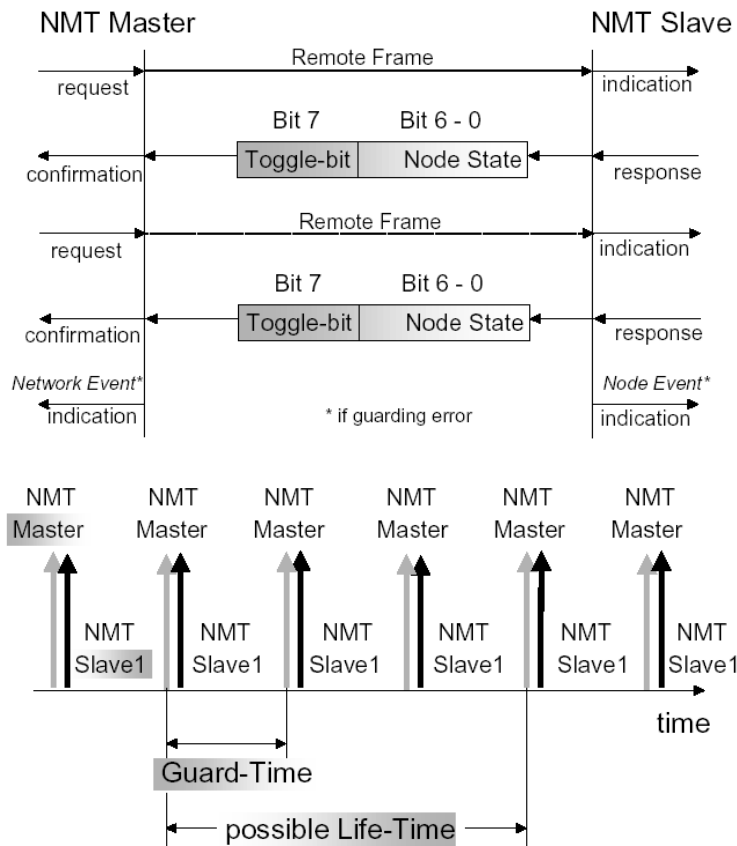 NMT Master NMT Slave
Remote Frame
request indication
Bit 7 Bit 6 - 0
Toggle-bit Node State
confirmation response
Remote Frame
request indication
Bit 7 Bit 6 - 0
Toggle-bit Node State
confirmation response
Network Event* Node Event*
indication * if guarding error indication
NMT NMT NMT NMT NMT NMT
Master Master Master Master Master Master
NMT NMT NMT NMT NMT NMT
Slave1 Slave1 Slave1 Slave1 Slave1 Slave1
time
Guard-Time
possible Life-Time